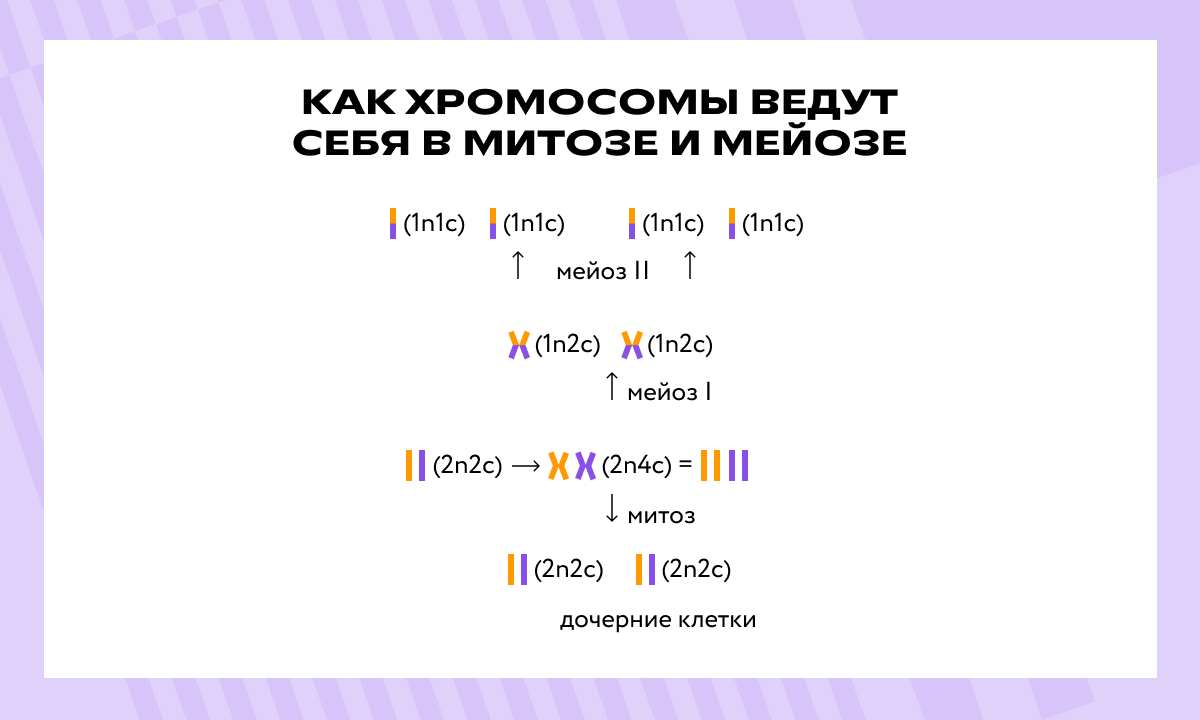 КАК ХРОМОСОМЫ ВЕДУТ
СЕБЯ В МИТОЗЕ И МЕЙОЗЕ
(1n1c) (1n1c) (1n1c) (1n1c)
↑ мейоз II ↑
(1n2c) (1n2c)
↑ мейоз I
(2n2c) → (2n4c) =
↓ митоз
(2n2c) (2n2c)
дочерние клетки